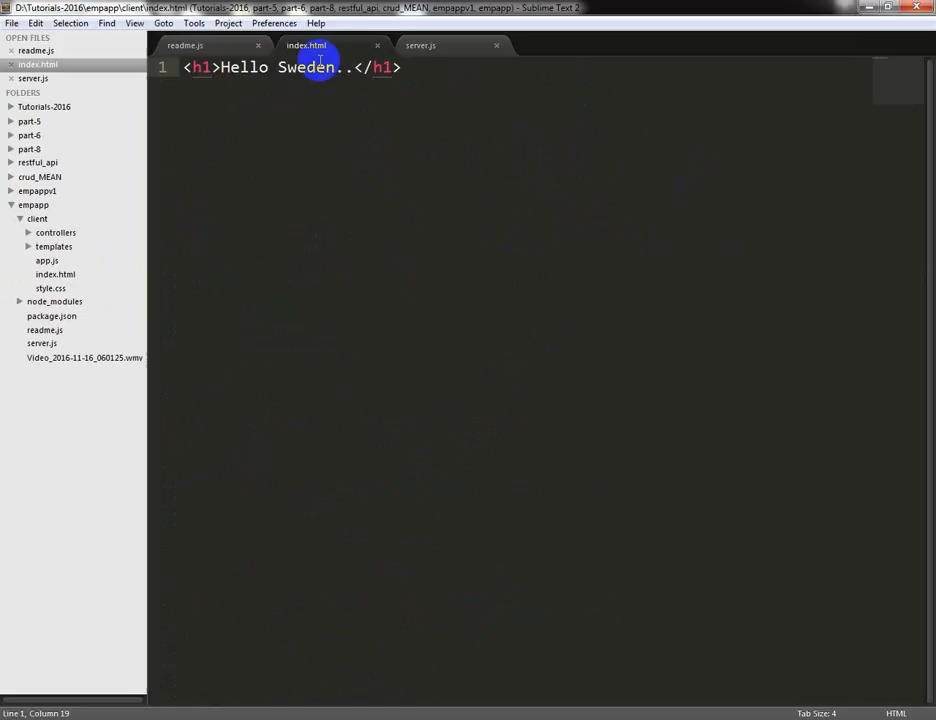 D:\Tutorials-2016\empapp\client\index.html (Tutorials-2016, part-5, part-6, part-8, restful_api, crud_MEAN, empappv1, empapp) - Sublime Text 2
File Edit Selection Find View Goto Tools Project Preferences Help
OPEN FILES
readme.js
index.html
server.js
FOLDERS
Tutorials-2016
part-5
part-6
part-8
restful_api
crud_MEAN
empappv1
empapp
client
controllers
templates
app.js
index.html
style.css
node_modules
package.json
readme.js
server.js
Video_2016-11-16_060125.wmv
readme.js index.html server.js
1 <h1>Hello Sweden..</h1>
Line 1, Column 19 Tab Size: 4 HTML